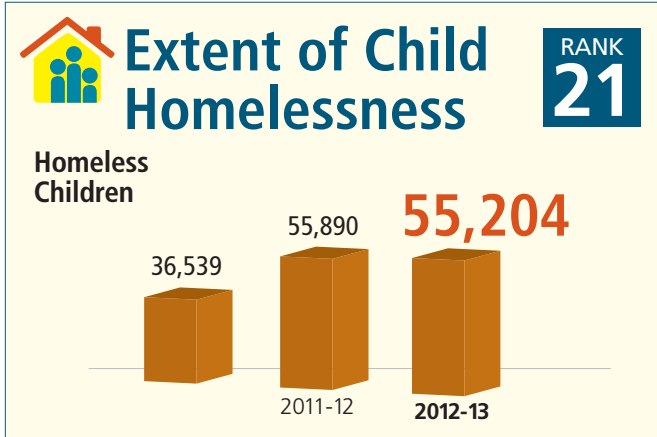 Extent of Child
Homelessness
RANK
21
Homeless
Children
36,539
55,890
55,204
2011-12
2012-13